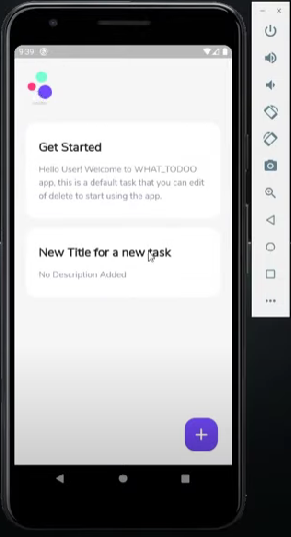 9:39
Get Started
Hello User! Welcome to WHAT_TODOO
app, this is a default task that you can edit
of delete to start using the app.
New Title for a new task
No Description Added